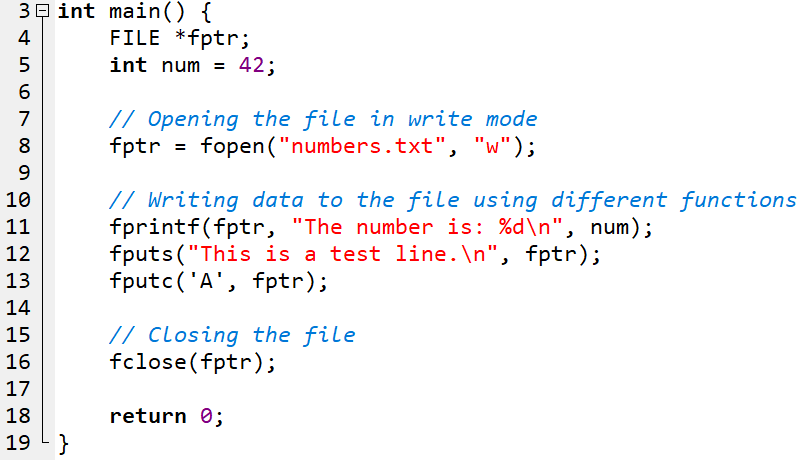 3 int main() {
4 FILE *fptr;
5 int num = 42;
6
7 // Opening the file in write mode
8 fptr = fopen("numbers.txt", "w");
9
10 // Writing data to the file using different functions
11 fprintf(fptr, "The number is: %d\n", num);
12 fputs("This is a test line.\n", fptr);
13 fputc('A', fptr);
14
15 // Closing the file
16 fclose(fptr);
17
18 return 0;
19 }